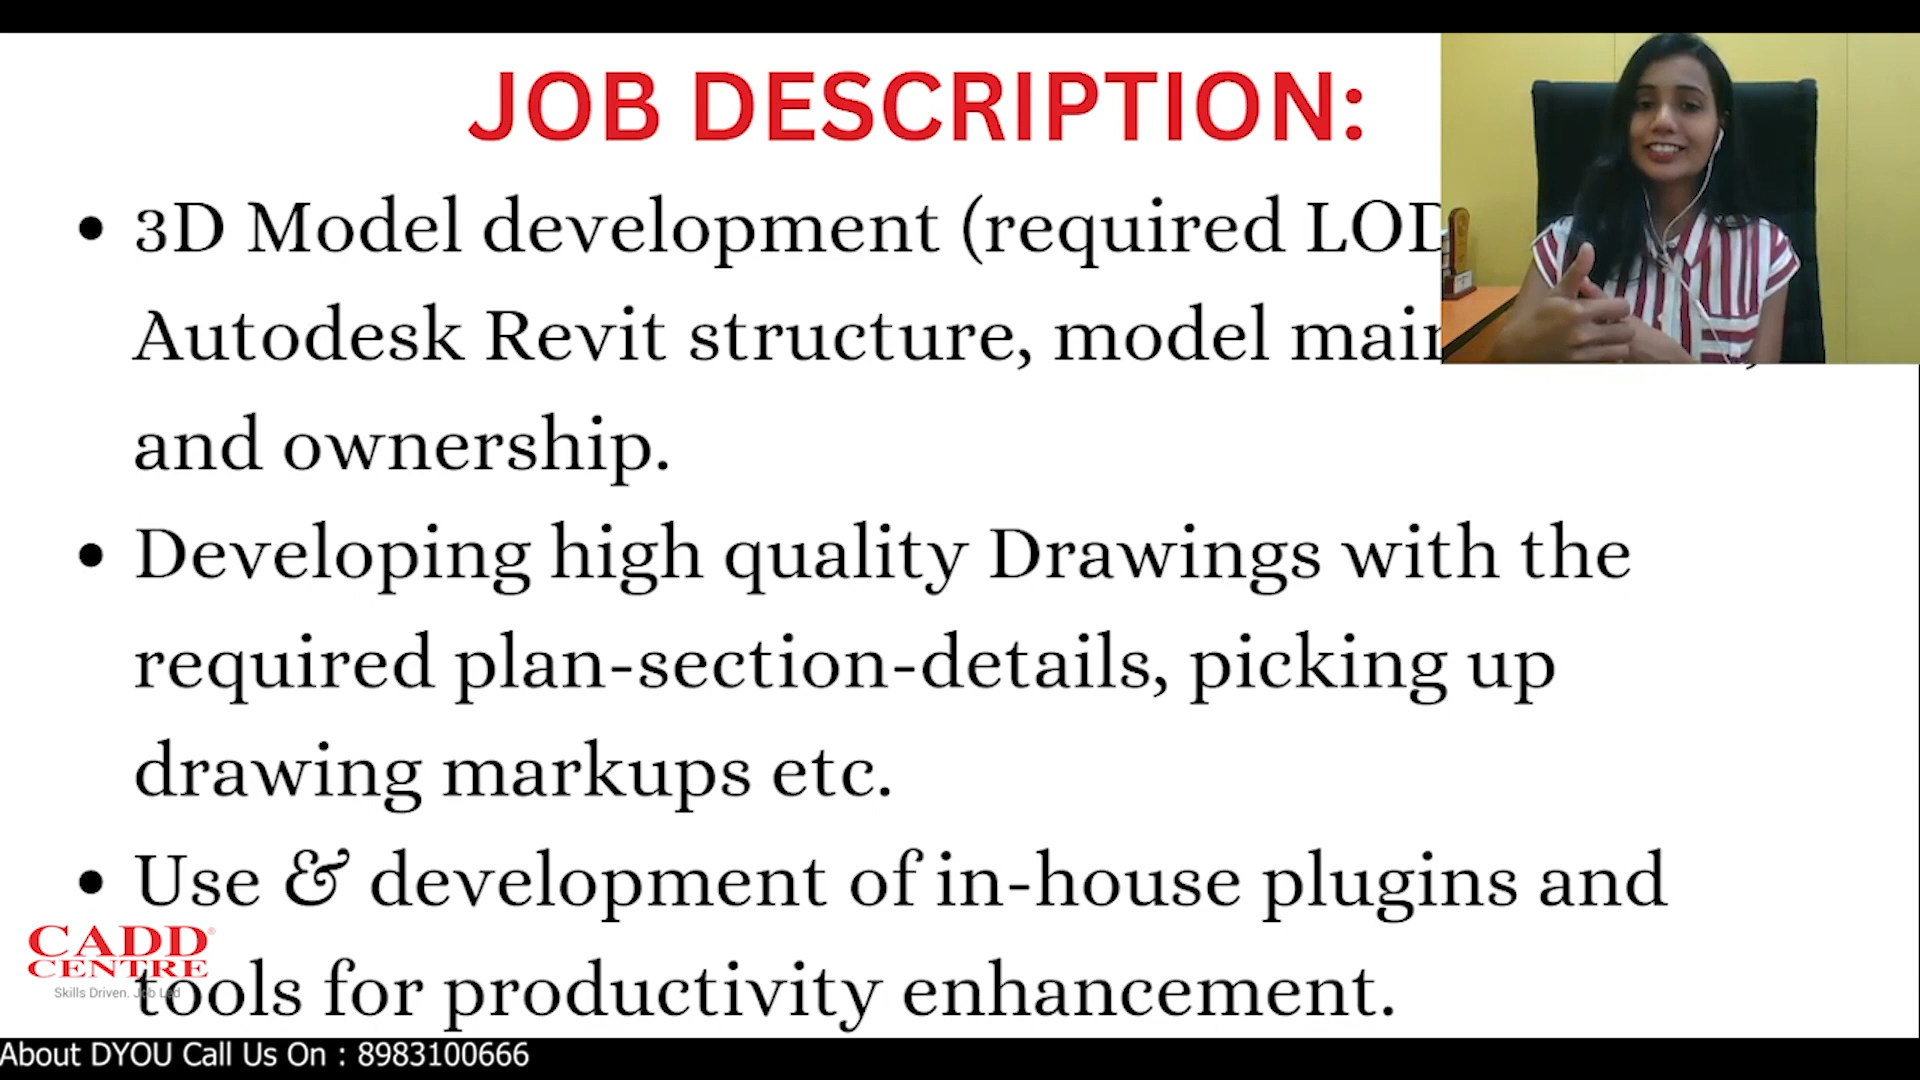 JOB DESCRIPTION:
3D Model development (required LOD
Autodesk Revit structure, model
and ownership.
Developing high quality Drawings with the
required plan-section-details, picking up
drawing markups etc.
Use & development of in-house plugins and
tools for productivity enhancement.
CADD
CENTRE
Skills Driven. Job Led
About DYOU Call Us On : 8983100666